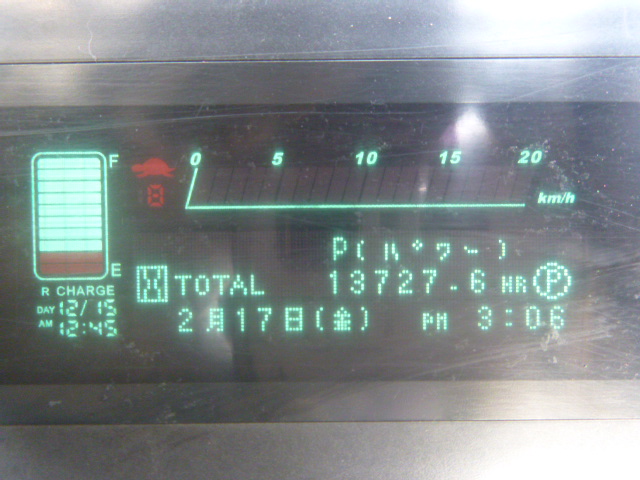 F
0 5 10 15 20
8
km/h
P(パワー)
E
TOTAL 13727.6 HR P
R CHARGE
DAY 12/15
2月17日(金) PM 3:06
AM 12:45